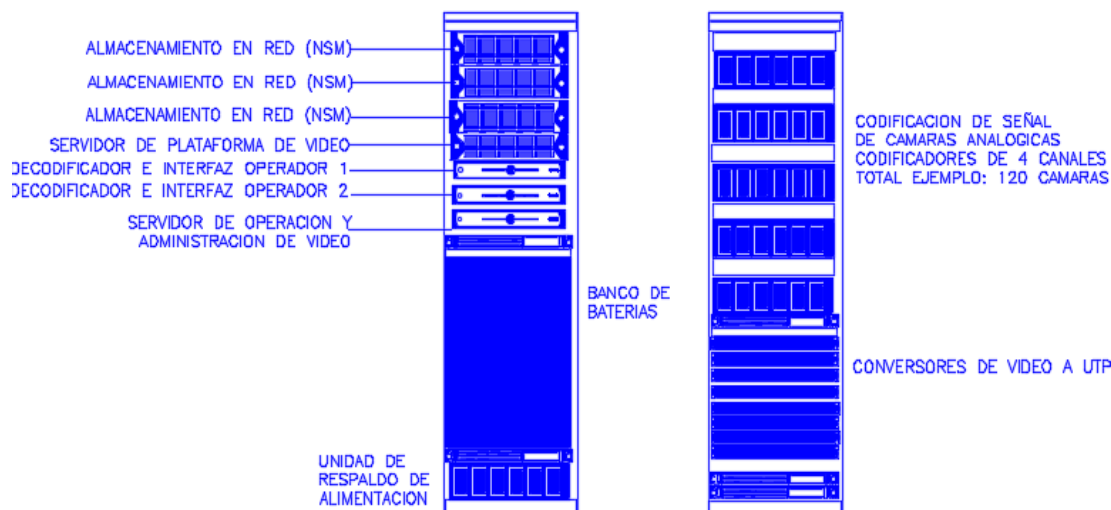 ALMACENAMIENTO EN RED (NSM)
ALMACENAMIENTO EN RED (NSM)
ALMACENAMIENTO EN RED (NSM)
SERVIDOR DE PLATAFORMA DE VIDEO
DECODIFICADOR E INTERFAZ OPERADOR 1
DECODIFICADOR E INTERFAZ OPERADOR 2
SERVIDOR DE OPERACION Y
ADMINISTRACION DE VIDEO
BANCO DE
BATERIAS
UNIDAD DE
RESPALDO DE
ALIMENTACION
CODIFICACION DE SEÑAL
DE CAMARAS ANALOGICAS
CODIFICADORES DE 4 CANALES
TOTAL EJEMPLO: 120 CAMARAS
CONVERSORES DE VIDEO A UTP